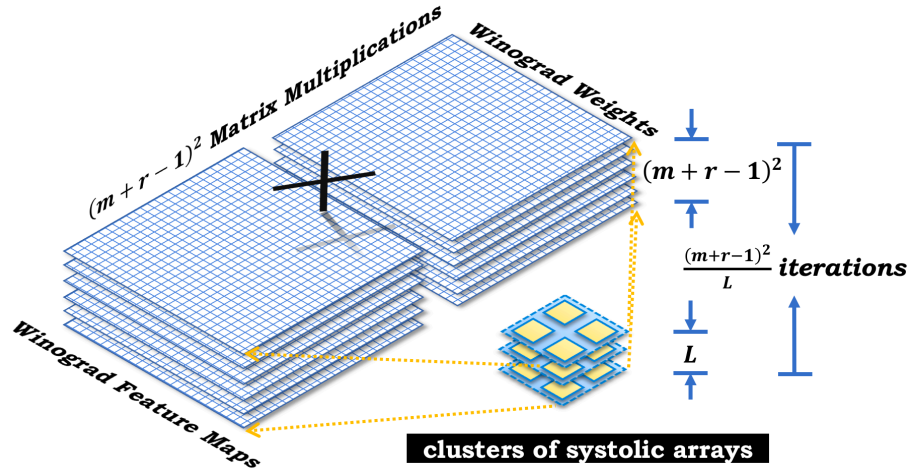 (m + r − 1)² Matrix Multiplications
Winograd Weights
(m + r − 1)²
(m+r−1)²
L
iterations
L
Winograd Feature Maps
clusters of systolic arrays